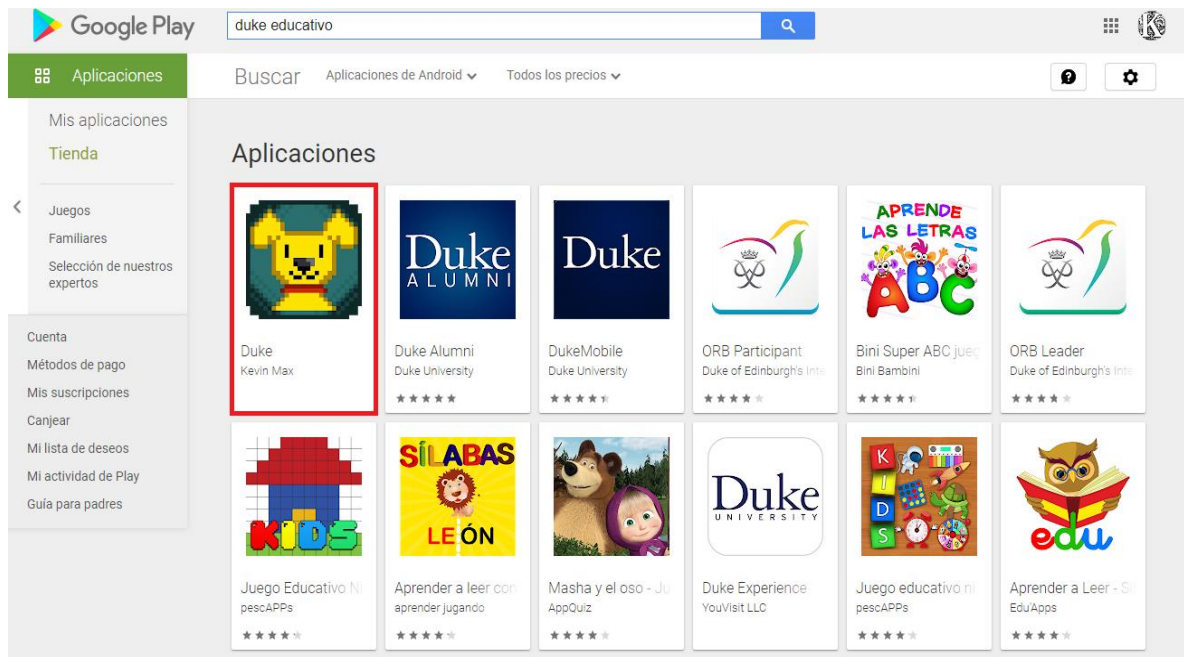 Google Play
duke educativo
Aplicaciones
Buscar
Aplicaciones de Android
Todos los precios
Mis aplicaciones
Tienda
Juegos
Familiares
Selección de nuestros
expertos
Cuenta
Métodos de pago
Mis suscripciones
Canjear
Mi lista de deseos
Mi actividad de Play
Guía para padres
Aplicaciones
Duke
Kevin Max
Duke
ALUMNI
Duke Alumni
Duke University
Duke
DukeMobile
Duke University
ORB Participant
Duke of Edinburgh's Inte
APRENDE
LAS LETRAS
ABC
Bini Super ABC jueg
Bini Bambini
ORB Leader
Duke of Edinburgh's Inte
KIDS
Juego Educativo Ni
pescAPPs
SÍLABAS
LEÓN
Aprender a leer con
aprender jugando
Masha y el oso - Ju
AppQuiz
Duke
UNIVERSITY
Duke Experience
YouVisit LLC
KIDS
Juego educativo ni
pescAPPs
edu
Aprender a Leer - Sí
Edu'Apps